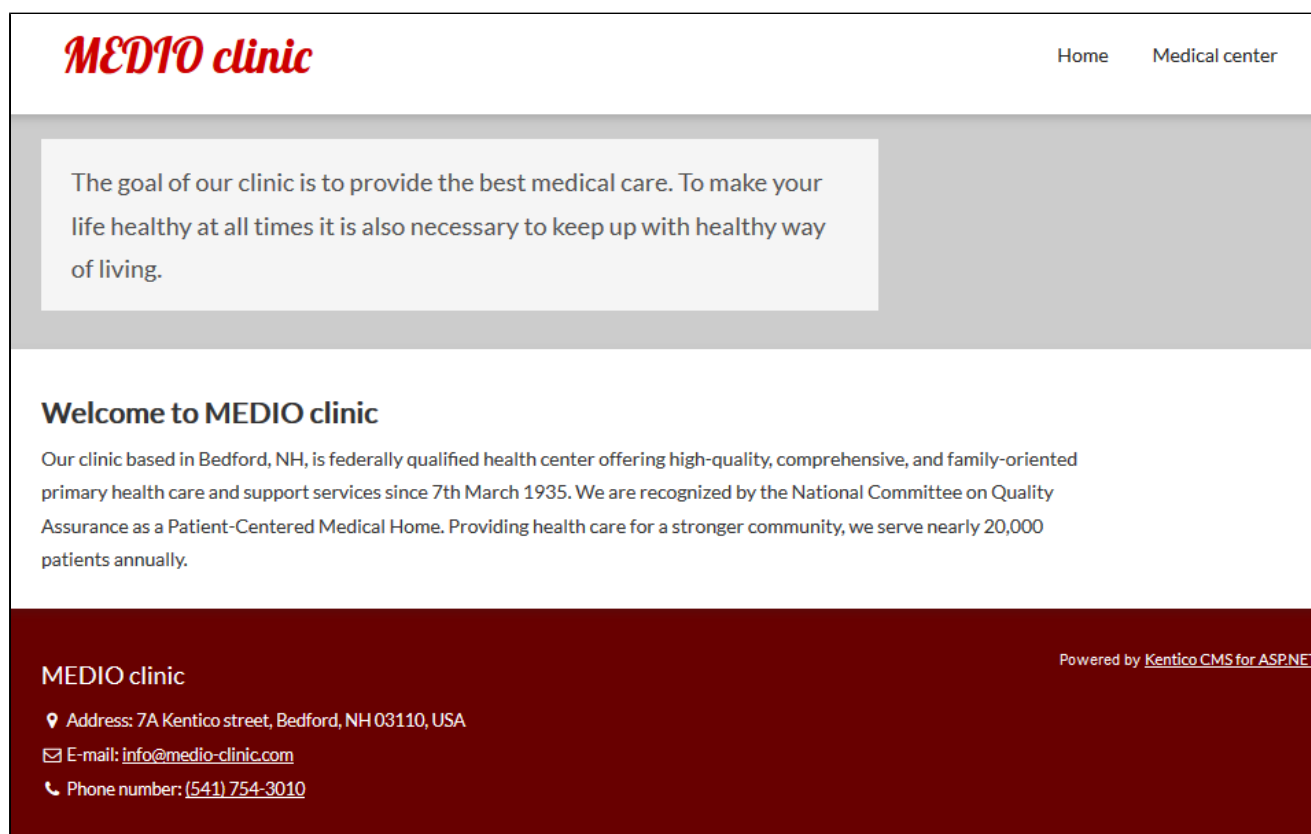 MEDIO clinic
Home Medical center
The goal of our clinic is to provide the best medical care. To make your
life healthy at all times it is also necessary to keep up with healthy way
of living.
Welcome to MEDIO clinic
Our clinic based in Bedford, NH, is federally qualified health center offering high-quality, comprehensive, and family-oriented
primary health care and support services since 7th March 1935. We are recognized by the National Committee on Quality
Assurance as a Patient-Centered Medical Home. Providing health care for a stronger community, we serve nearly 20,000
patients annually.
Powered by Kentico CMS for ASP.NET
MEDIO clinic
Address: 7A Kentico street, Bedford, NH 03110, USA
E-mail: info@medio-clinic.com
Phone number: (541) 754-3010